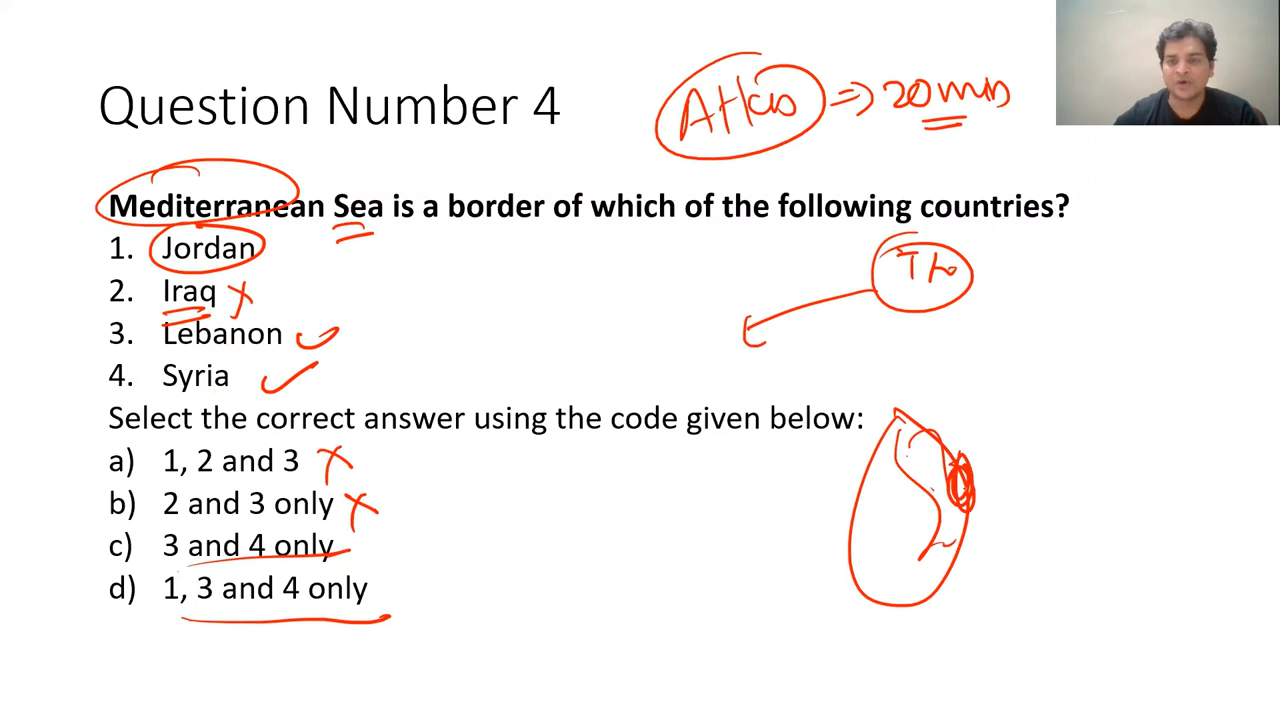 Question Number 4
Atlas => 20 min
Mediterranean Sea is a border of which of the following countries?
1. Jordan
2. Iraq
3. Lebanon
4. Syria
Select the correct answer using the code given below:
a) 1, 2 and 3
b) 2 and 3 only
c) 3 and 4 only
d) 1, 3 and 4 only